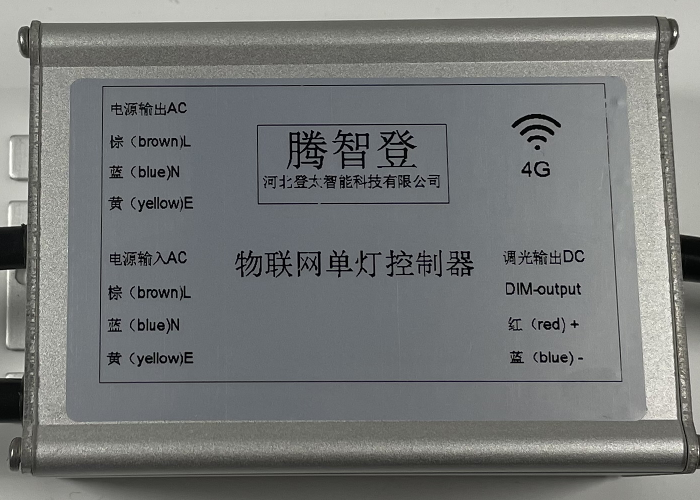 电源输出AC
棕（brown)L
蓝（blue)N
黄（yellow)E
腾智登
河北登太智能科技有限公司
4G
电源输入AC
棕（brown)L
蓝（blue)N
黄（yellow)E
物联网单灯控制器
调光输出DC
DIM-output
红（red) +
蓝（blue) -